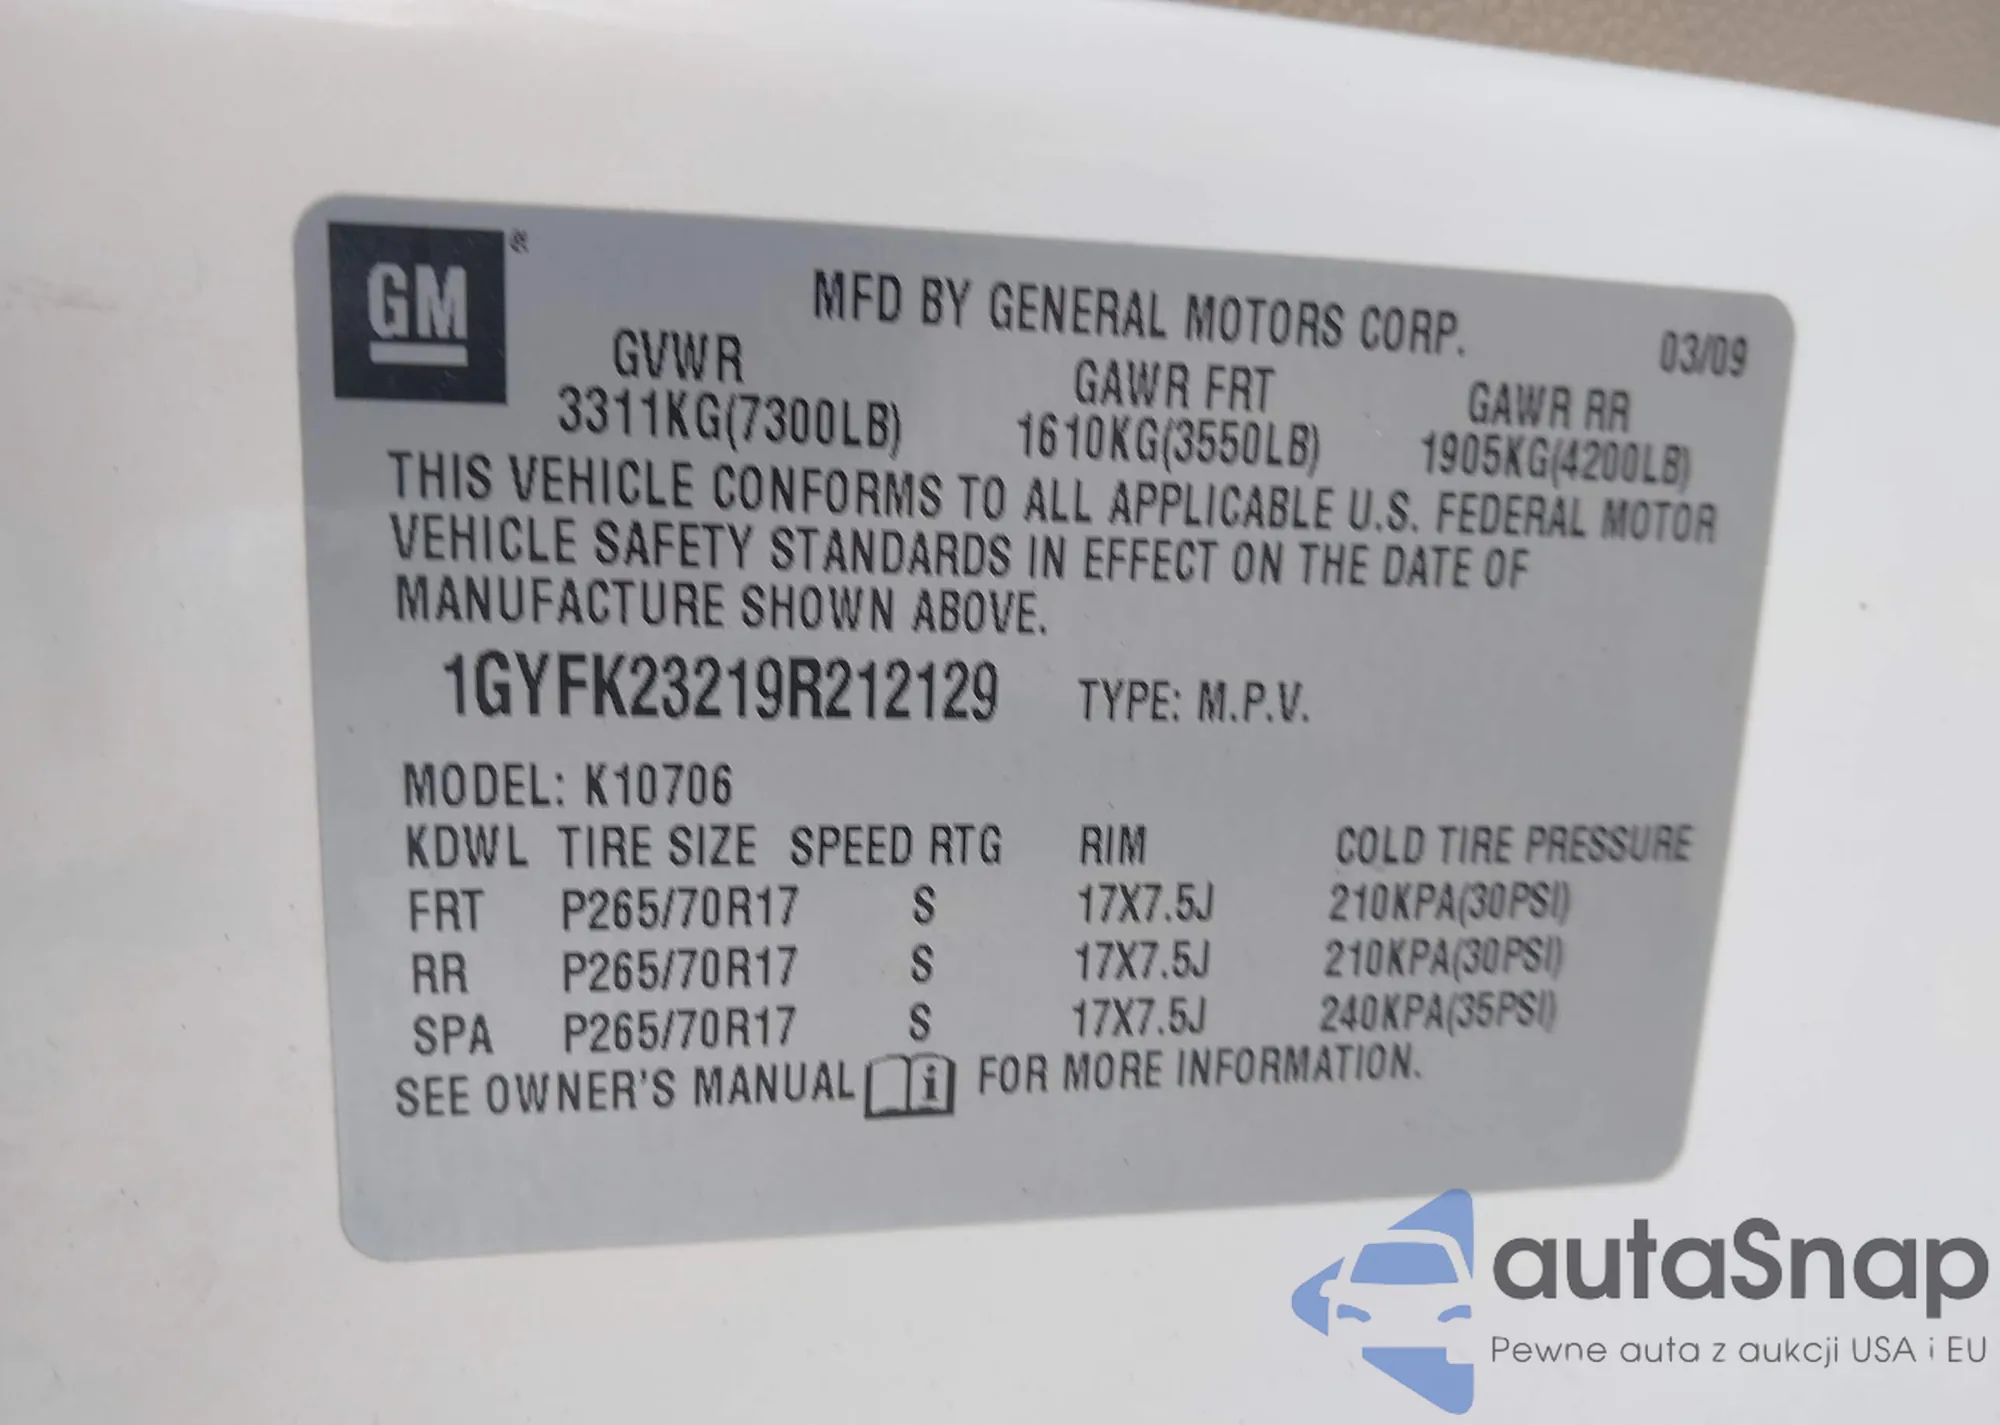 GM®
MFD BY GENERAL MOTORS CORP. 03/09
GVWR GAWR FRT GAWR RR
3311KG(7300LB) 1610KG(3550LB) 1905KG(4200LB)
THIS VEHICLE CONFORMS TO ALL APPLICABLE U.S. FEDERAL MOTOR
VEHICLE SAFETY STANDARDS IN EFFECT ON THE DATE OF
MANUFACTURE SHOWN ABOVE.
1GYFK23219R212129 TYPE: M.P.V.
MODEL: K10706
KDWL TIRE SIZE SPEED RTG RIM COLD TIRE PRESSURE
FRT P265/70R17 S 17X7.5J 210KPA(30PSI)
RR P265/70R17 S 17X7.5J 210KPA(30PSI)
SPA P265/70R17 S 17X7.5J 240KPA(35PSI)
SEE OWNER'S MANUAL i FOR MORE INFORMATION.
autaSnap
Pewne auta z aukcji USA i EU